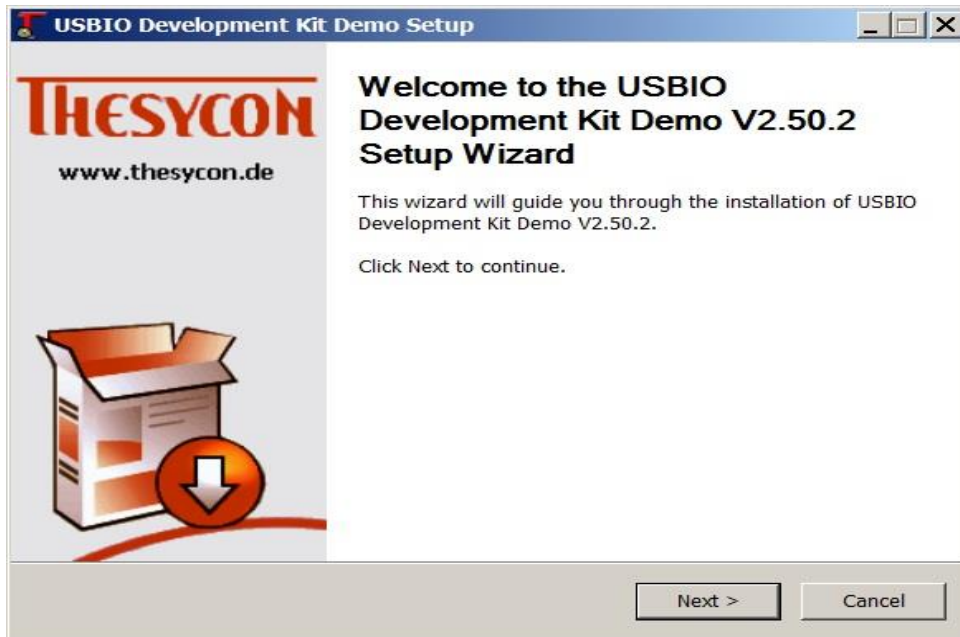 USBIO Development Kit Demo Setup
THESYCON
www.thesycon.de
Welcome to the USBIO
Development Kit Demo V2.50.2
Setup Wizard
This wizard will guide you through the installation of USBIO
Development Kit Demo V2.50.2.
Click Next to continue.
Next >
Cancel